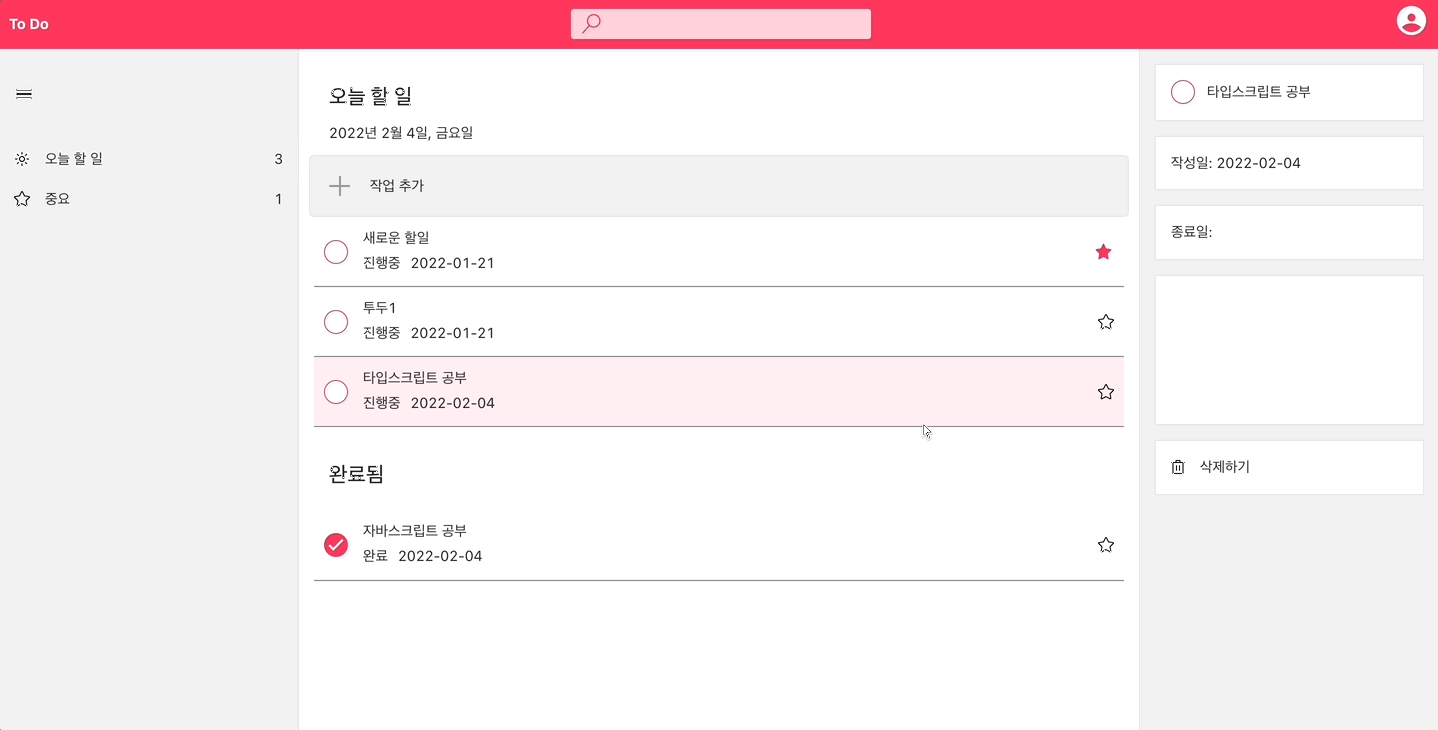 To Do
오늘 할 일 3
중요 1
오늘 할 일
2022년 2월 4일, 금요일
작업 추가
새로운 할일
진행중 2022-01-21
투두1
진행중 2022-01-21
타입스크립트 공부
진행중 2022-02-04
완료됨
자바스크립트 공부
완료 2022-02-04
타입스크립트 공부
작성일: 2022-02-04
종료일:
삭제하기